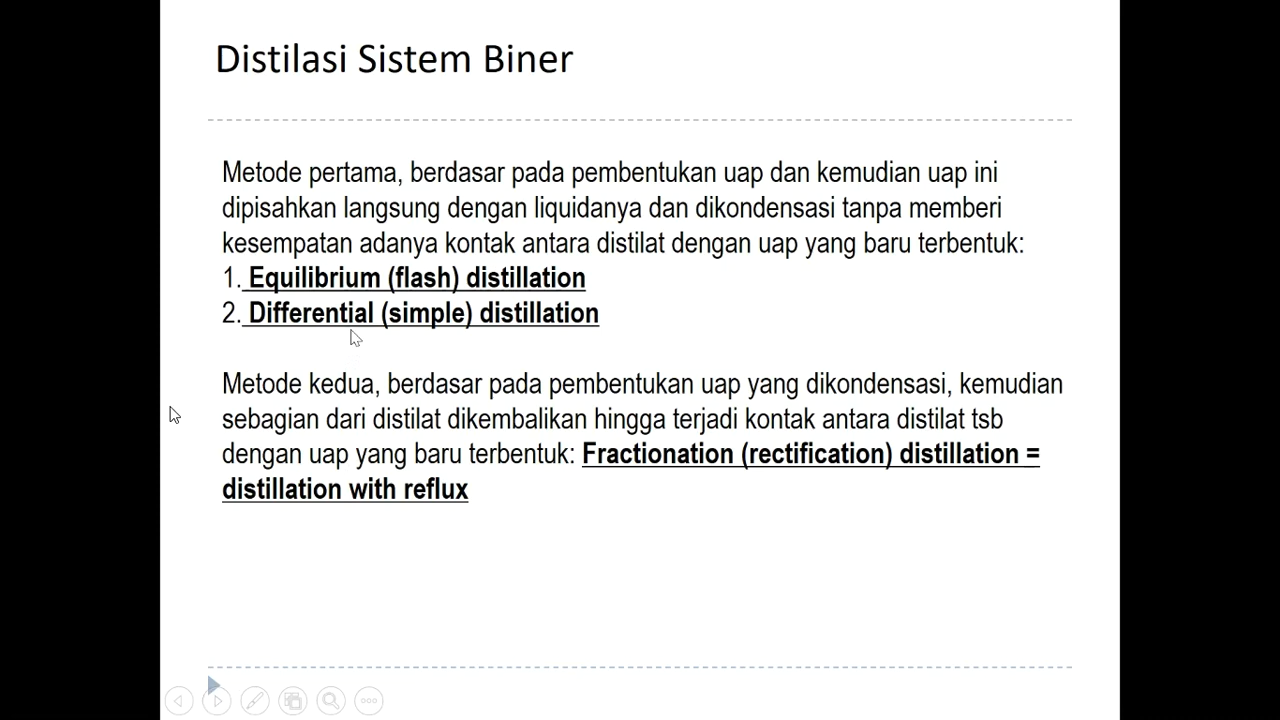 Distilasi Sistem Biner
Metode pertama, berdasar pada pembentukan uap dan kemudian uap ini
dipisahkan langsung dengan liquidanya dan dikondensasi tanpa memberi
kesempatan adanya kontak antara distilat dengan uap yang baru terbentuk:
1. Equilibrium (flash) distillation
2. Differential (simple) distillation
Metode kedua, berdasar pada pembentukan uap yang dikondensasi, kemudian
sebagian dari distilat dikembalikan hingga terjadi kontak antara distilat tsb
dengan uap yang baru terbentuk: Fractionation (rectification) distillation =
distillation with reflux